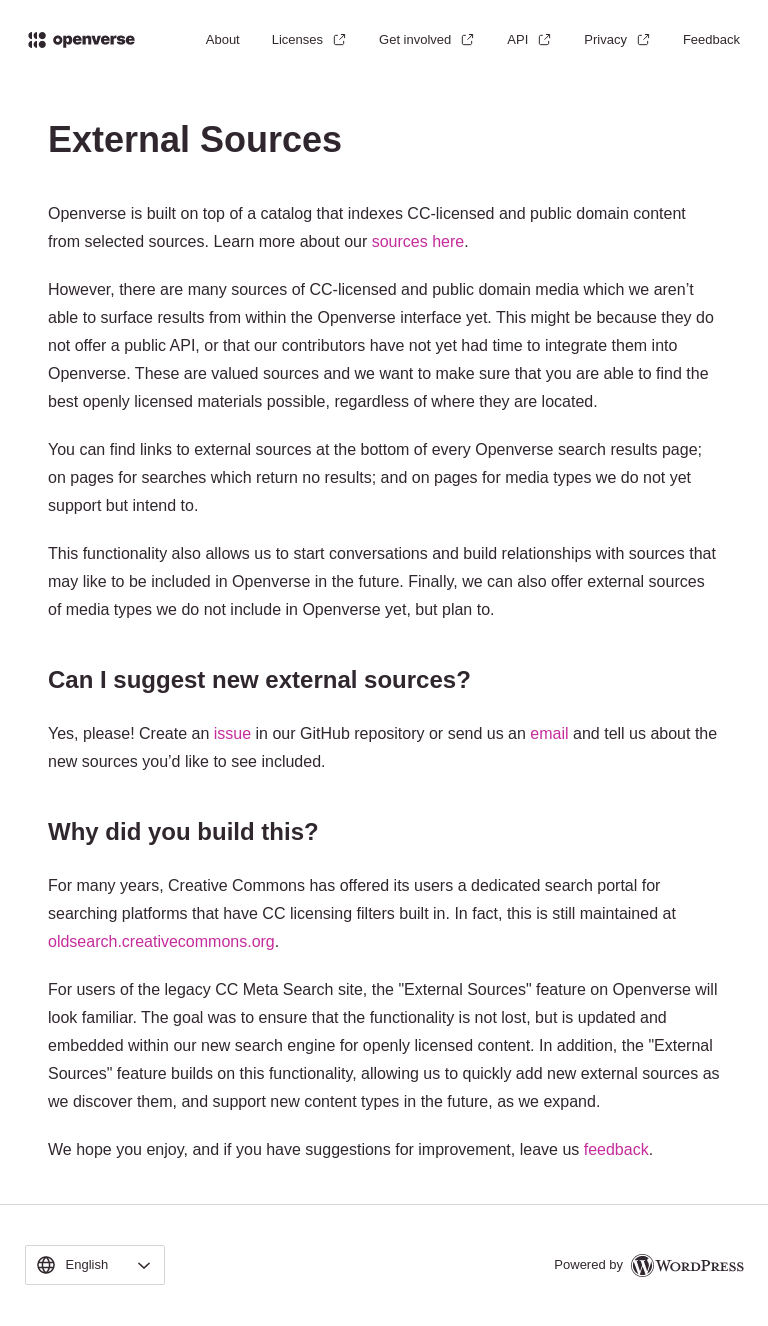 openverse About Licenses Get involved API Privacy Feedback
External Sources
Openverse is built on top of a catalog that indexes CC-licensed and public domain content
from selected sources. Learn more about our sources here.
However, there are many sources of CC-licensed and public domain media which we aren’t
able to surface results from within the Openverse interface yet. This might be because they do
not offer a public API, or that our contributors have not yet had time to integrate them into
Openverse. These are valued sources and we want to make sure that you are able to find the
best openly licensed materials possible, regardless of where they are located.
You can find links to external sources at the bottom of every Openverse search results page;
on pages for searches which return no results; and on pages for media types we do not yet
support but intend to.
This functionality also allows us to start conversations and build relationships with sources that
may like to be included in Openverse in the future. Finally, we can also offer external sources
of media types we do not include in Openverse yet, but plan to.
Can I suggest new external sources?
Yes, please! Create an issue in our GitHub repository or send us an email and tell us about the
new sources you’d like to see included.
Why did you build this?
For many years, Creative Commons has offered its users a dedicated search portal for
searching platforms that have CC licensing filters built in. In fact, this is still maintained at
oldsearch.creativecommons.org.
For users of the legacy CC Meta Search site, the "External Sources" feature on Openverse will
look familiar. The goal was to ensure that the functionality is not lost, but is updated and
embedded within our new search engine for openly licensed content. In addition, the "External
Sources" feature builds on this functionality, allowing us to quickly add new external sources as
we discover them, and support new content types in the future, as we expand.
We hope you enjoy, and if you have suggestions for improvement, leave us feedback.
English Powered by WordPress